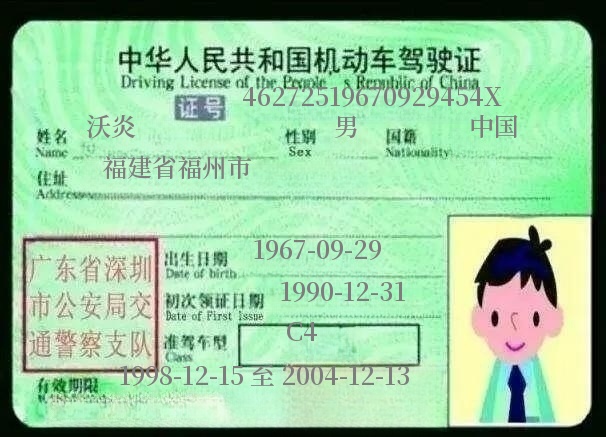 中华人民共和国机动车驾驶证
Driving License of the People's Republic of China
证号 46272519670929454X
姓名 沃炎 性别 男 国籍 中国
Name Sex Nationality
住址 福建省福州市
Address
出生日期 1967-09-29
Date of birth
初次领证日期 1990-12-31
Date of First Issue
准驾车型 C4
Class
广东省深圳
市公安局交
通警察支队
有效期限 1998-12-15 至 2004-12-13